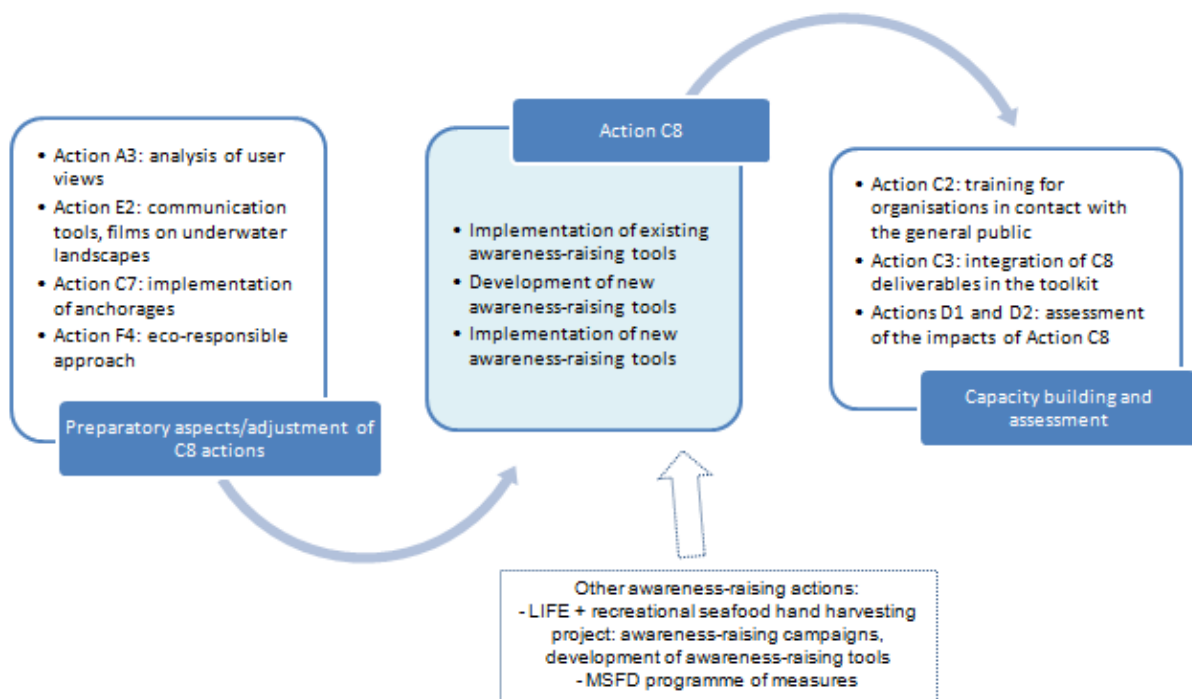 • Action A3: analysis of user
views
• Action E2: communication
tools, films on underwater
landscapes
• Action C7: implementation
of anchorages
• Action F4: eco-responsible
approach
Preparatory aspects/adjustment of
C8 actions
Action C8
• Implementation of existing
awareness-raising tools
• Development of new
awareness-raising tools
• Implementation of new
awareness-raising tools
• Action C2: training for
organisations in contact with
the general public
• Action C3: integration of C8
deliverables in the toolkit
• Actions D1 and D2: assessment
of the impacts of Action C8
Capacity building and
assessment
Other awareness-raising actions:
- LIFE + recreational seafood hand harvesting
project: awareness-raising campaigns,
development of awareness-raising tools
- MSFD programme of measures